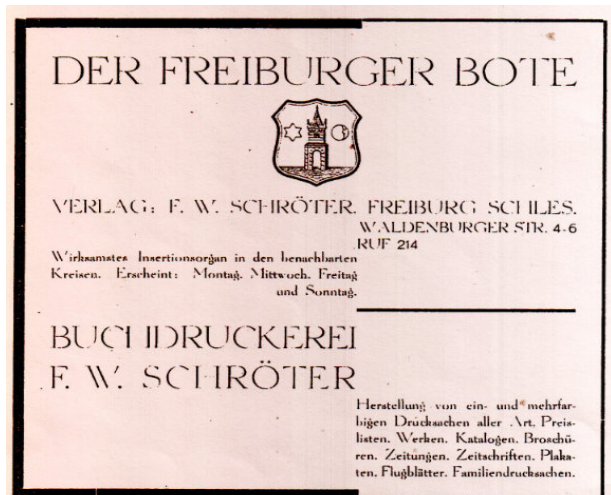 DER FREIBURGER BOTE
VERLAG: F. W. SCHRÖTER. FREIBURG SCHLES.
WALDENBURGER STR. 4-6
RUF 214
Wirksamstes Insertionsorgan in den benachbarten
Kreisen. Erscheint: Montag. Mittwoch. Freitag
und Sonntag.
BUCHDRUCKEREI
F. W. SCHRÖTER
Herstellung von ein- und mehrfar-
bigen Drucksachen aller Art. Preis-
listen. Werken. Katalogen. Broschü-
ren. Zeitungen. Zeitschriften. Plaka-
ten. Flugblätter. Familiendrucksachen.